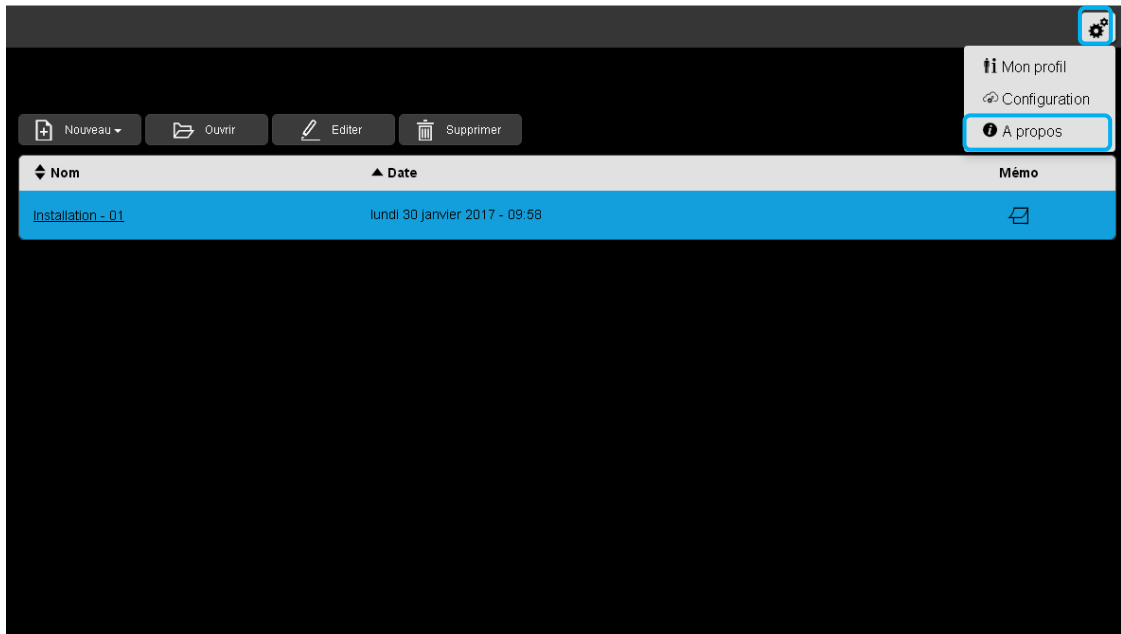 Mon profil
Configuration
A propos
Nouveau Ouvrir Editer Supprimer
Nom Date Mémo
Installation - 01 lundi 30 janvier 2017 - 09:58